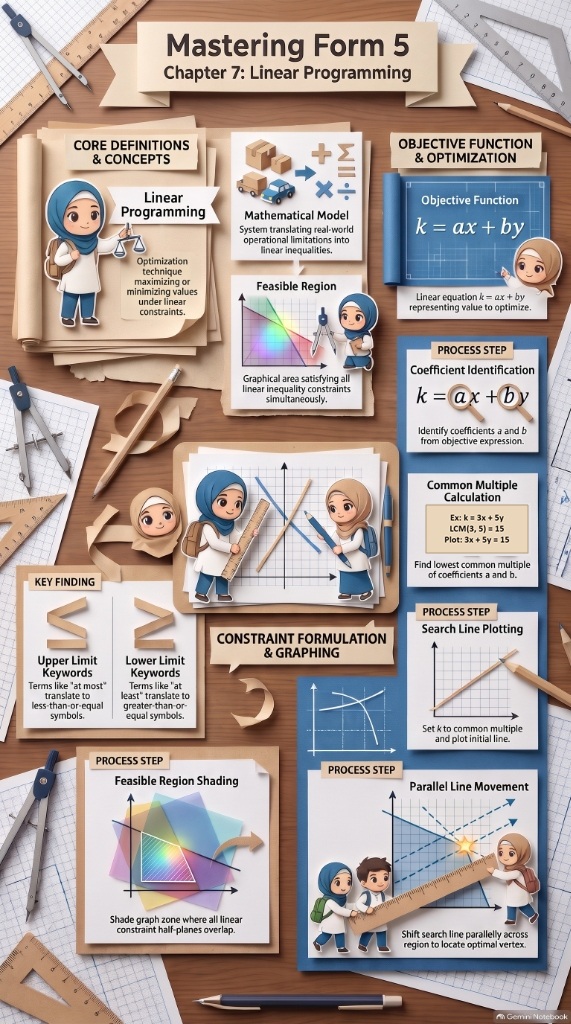 Mastering Form 5
Chapter 7: Linear Programming
CORE DEFINITIONS
& CONCEPTS
Linear
Programming
Optimization
technique
maximizing or
minimizing values
under linear
constraints.
Mathematical Model
System translating real-world
operational limitations into
linear inequalities.
Feasible Region
Graphical area satisfying all
linear inequality constraints
simultaneously.
OBJECTIVE FUNCTION
& OPTIMIZATION
Objective Function
k = ax + by
Linear equation k = ax + by
representing value to optimize.
PROCESS STEP
Coefficient Identification
k = ax + by
Identify coefficients a and b
from objective expression.
Common Multiple
Calculation
Ex: k = 3x + 5y
LCM(3, 5) = 15
Plot: 3x + 5y = 15
Find lowest common multiple
of coefficients a and b.
PROCESS STEP
Search Line Plotting
Set k to common multiple
and plot initial line.
KEY FINDING
≤
Upper Limit
Keywords
Terms like "at most"
translate to
less-than-or-equal
symbols.
≥
Lower Limit
Keywords
Terms like "at
least" translate to
greater-than-or-
equal symbols.
CONSTRAINT FORMULATION
& GRAPHING
PROCESS STEP
Feasible Region Shading
Shade graph zone where all linear
constraint half-planes overlap.
PROCESS STEP
Parallel Line Movement
Shift search line parallely across
region to locate optimal vertex.
Gemini Notebook